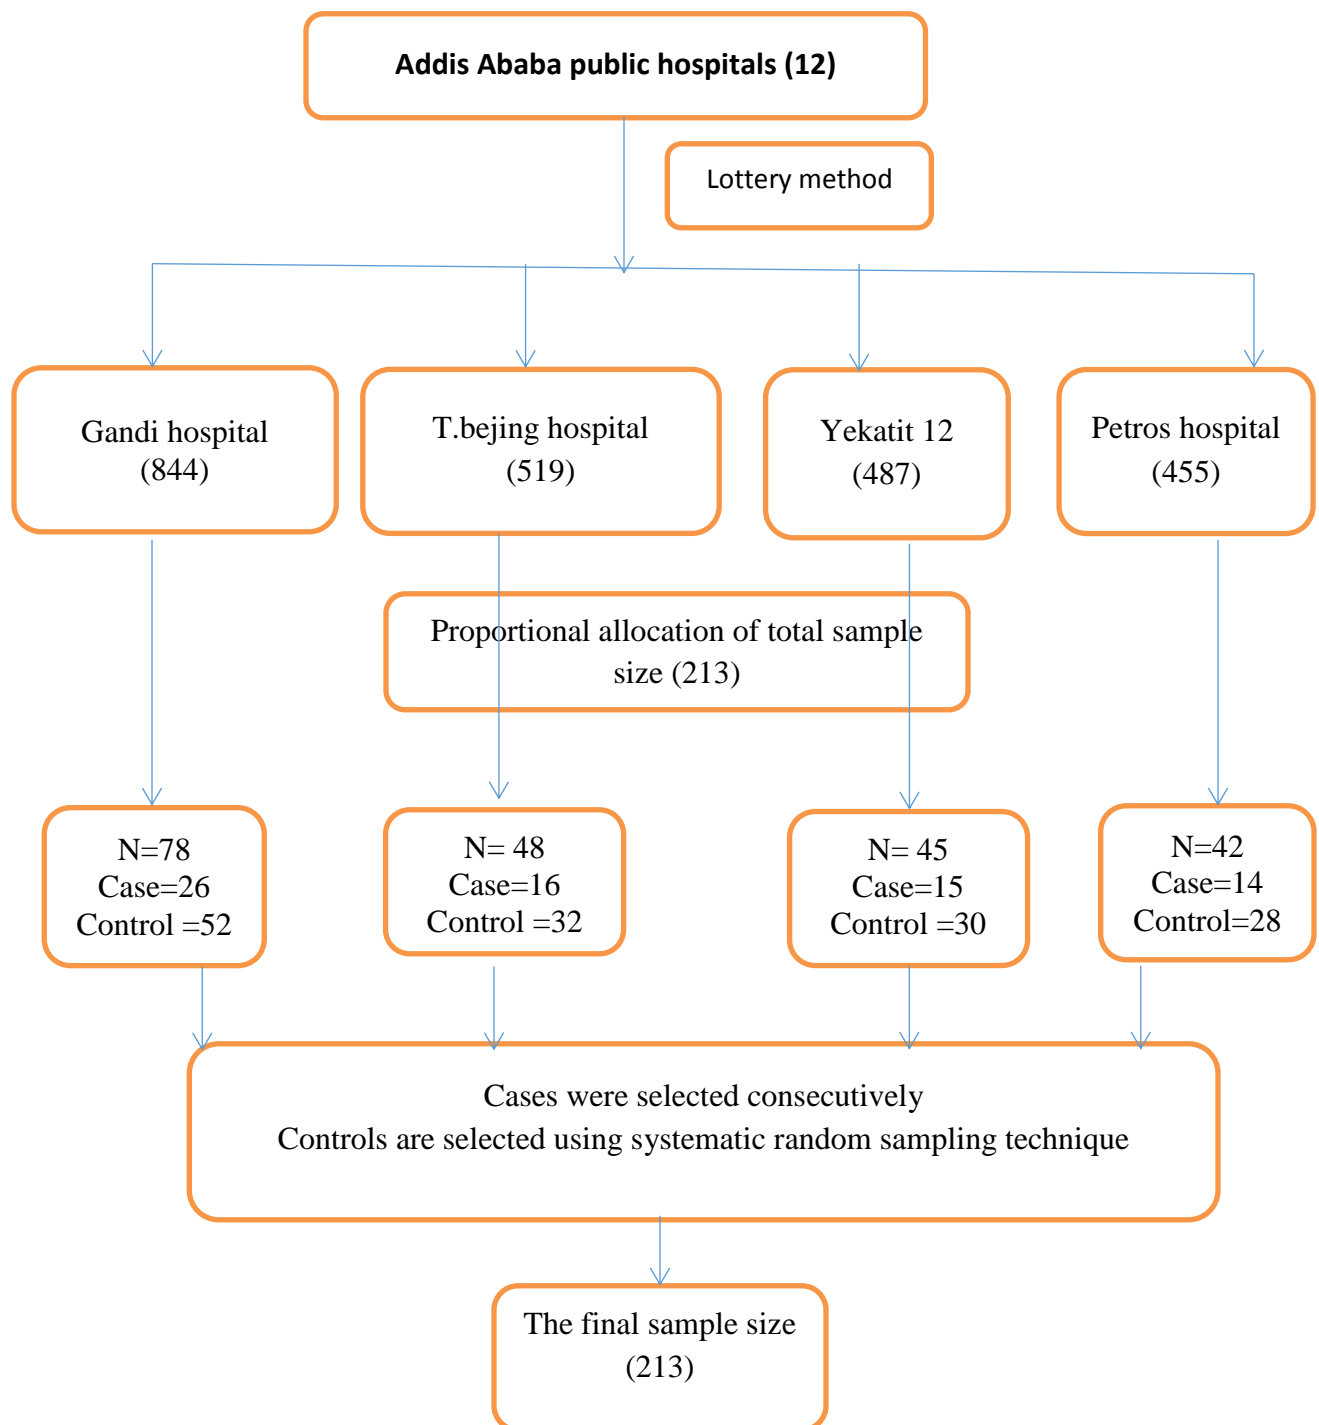 Addis Ababa public hospitals (12)
Lottery method
Gandi hospital
(844)
T.bejing hospital
(519)
Yekatit 12
(487)
Petros hospital
(455)
Proportional allocation of total sample
size (213)
N=78
Case=26
Control =52
N= 48
Case=16
Control =32
N= 45
Case=15
Control =30
N=42
Case=14
Control=28
Cases were selected consecutively
Controls are selected using systematic random sampling technique
The final sample size
(213)